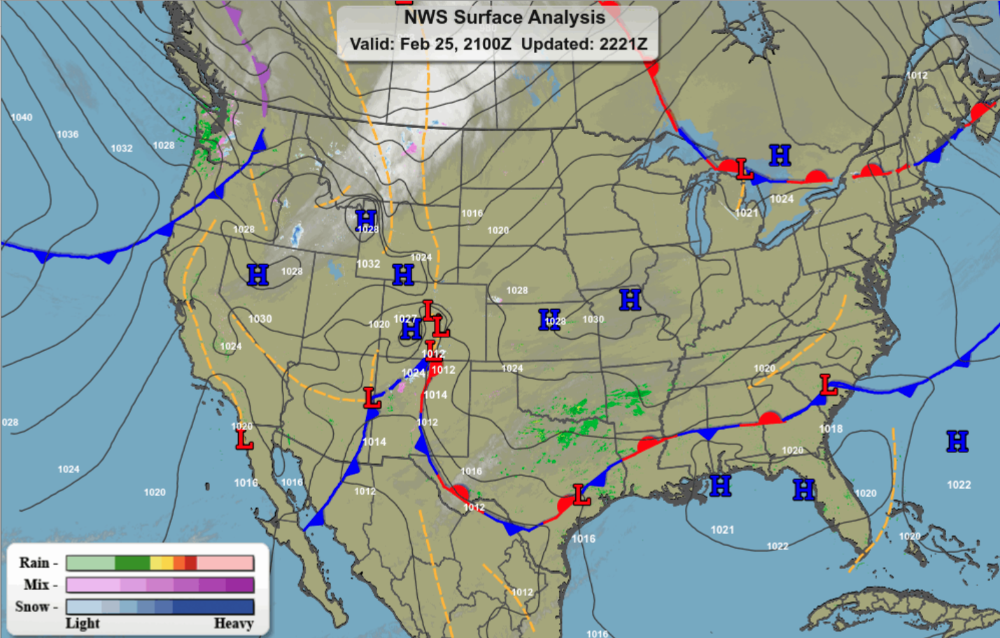 NWS Surface Analysis
Valid: Feb 25, 2100Z Updated: 2221Z
1012
1040
1036
1032
1028
H
L
1024
1021
1016
1020
H
1028
1028
1024
1032
H
H
1028
1028
H
L
1030
1027
1020
H
L
H
1028
1030
1024
L
1012
1024
1012
1024
1020
L
1014
L
028
1012
1020
L
1014
1018
H
1020
1024
1016
1016
1016
1020
1012
H
H
1022
L
1020
1012
1021
1016
1022
1020
Rain -
Mix -
Snow -
Light Heavy
1012
1016